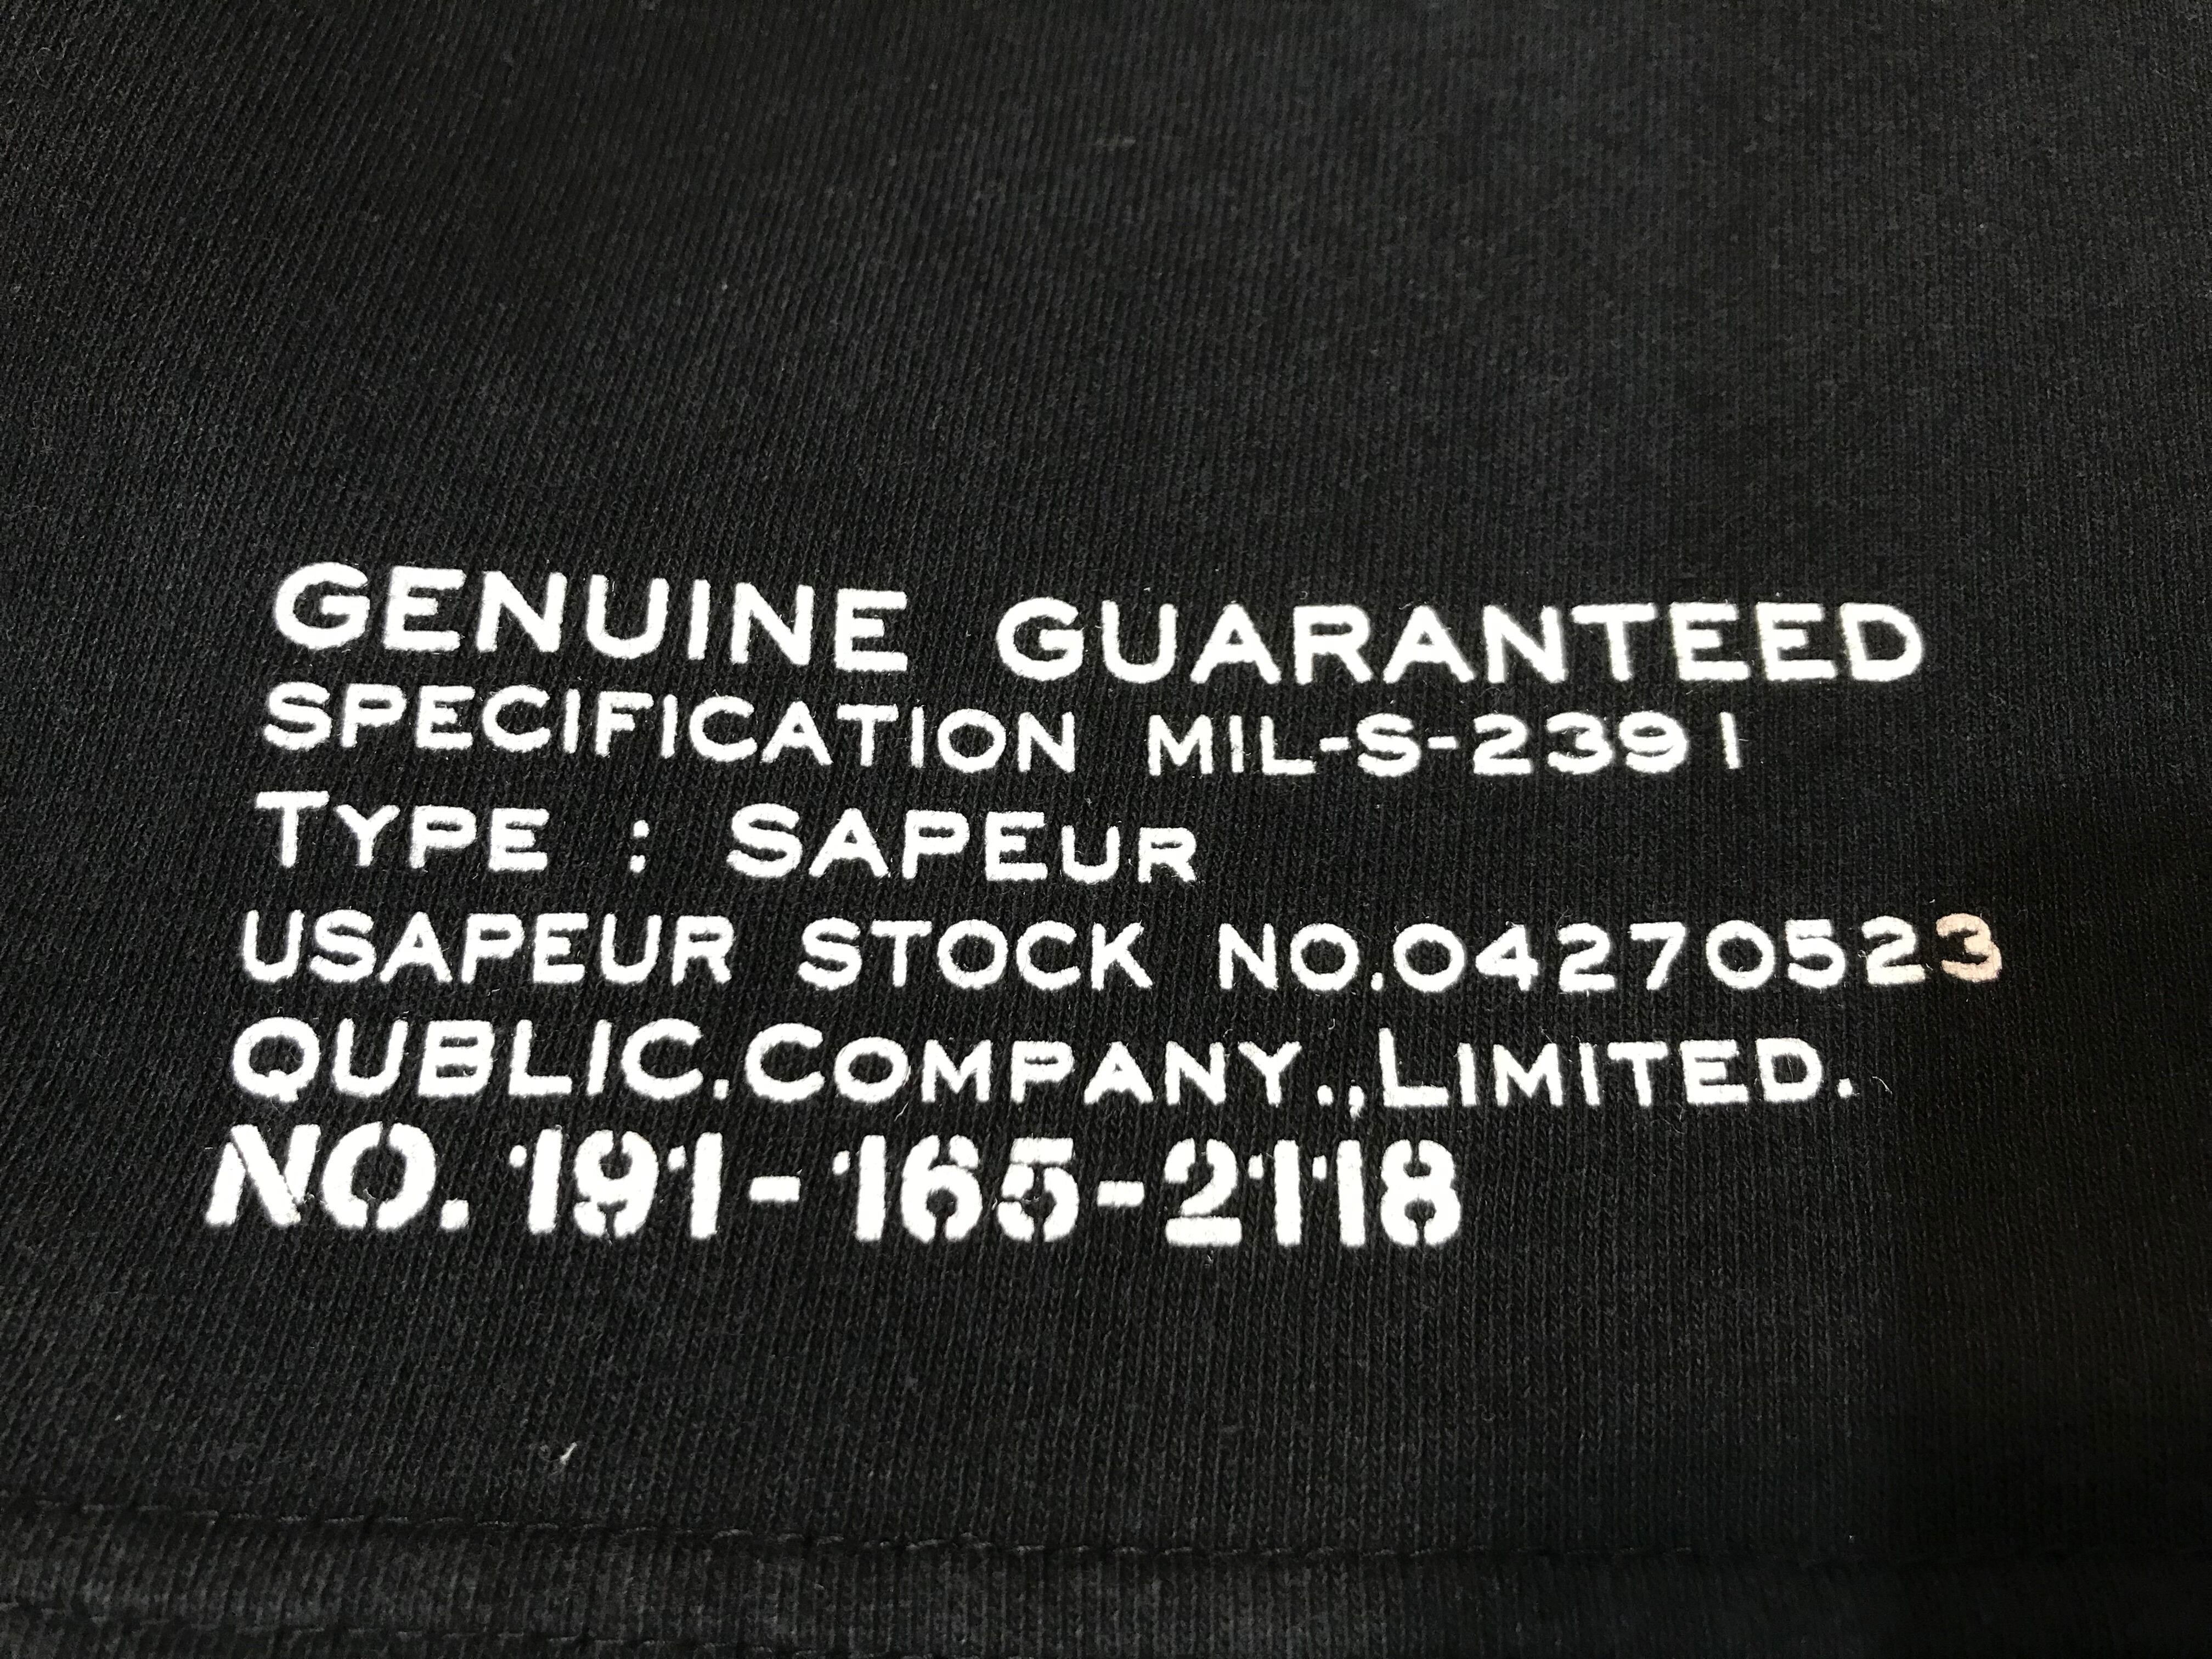 GENUINE GUARANTEED
SPECIFICATION MIL-S-2391
TYPE : SAPEUR
USAPEUR STOCK NO.04270523
QUBLIC.COMPANY.,LIMITED.
NO. 191-165-2118